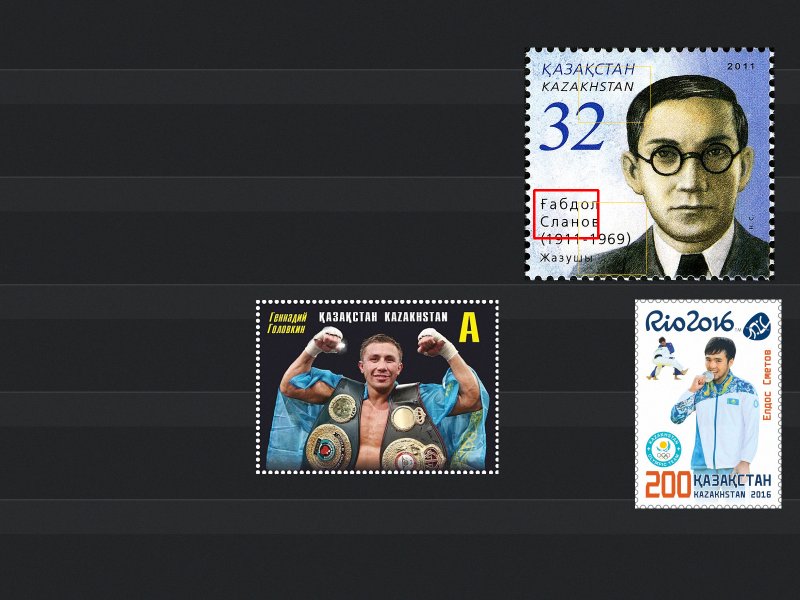 ҚАЗАҚСТАН
2011
KAZAKHSTAN
32
Ғабдол
Сланов
(1911-1969)
Жазушы
Геннадий
Головкин
ҚАЗАҚСТАН KAZAKHSTAN
A
Rio2016
Елдос Сметов
200
ҚАЗАҚСТАН
KAZAKHSTAN 2016